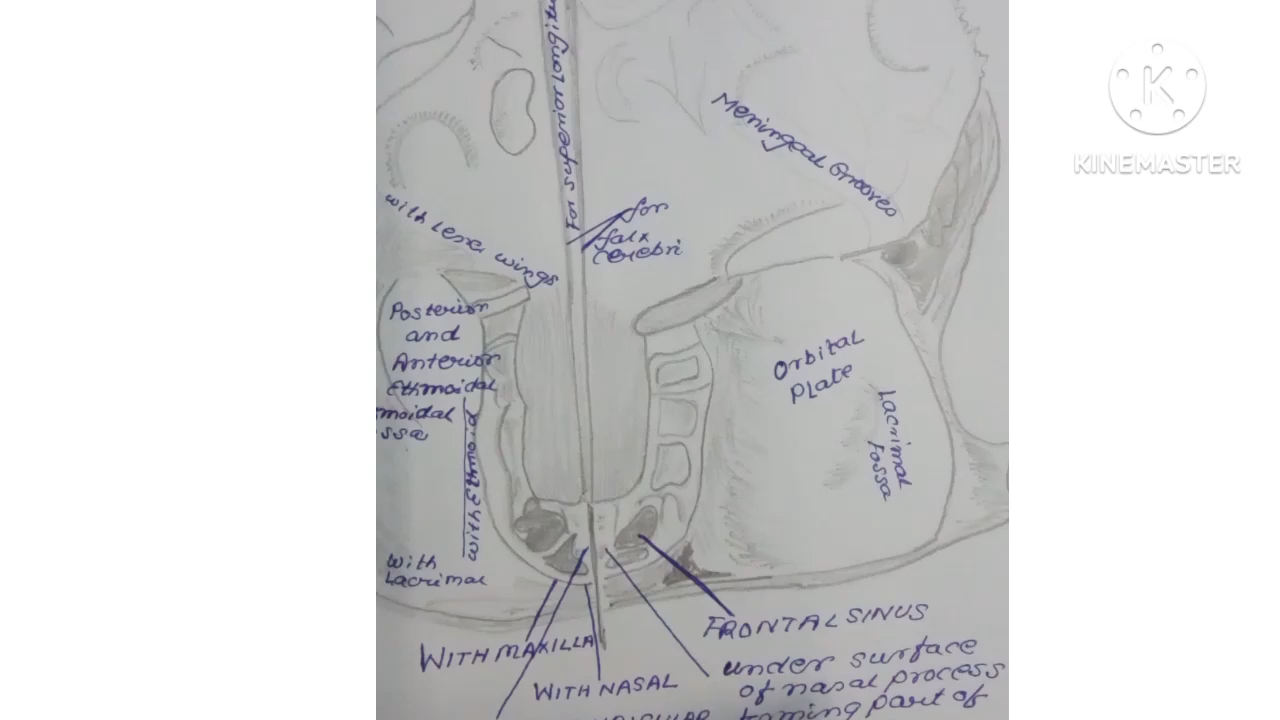 For superior Longitu
Meningeal Grooves
KINEMASTER
for
falx
cerebri
with Lesser wings
Posterior
and
Anterior
Ethmoidal
moidal
ssa
with Ethmoid
with
Lacrimal
Orbital
Plate
Lacrimal
Fossa
FRONTAL SINUS
WITH MAXILLA
WITH NASAL
under surface
of nasal process
forming part of